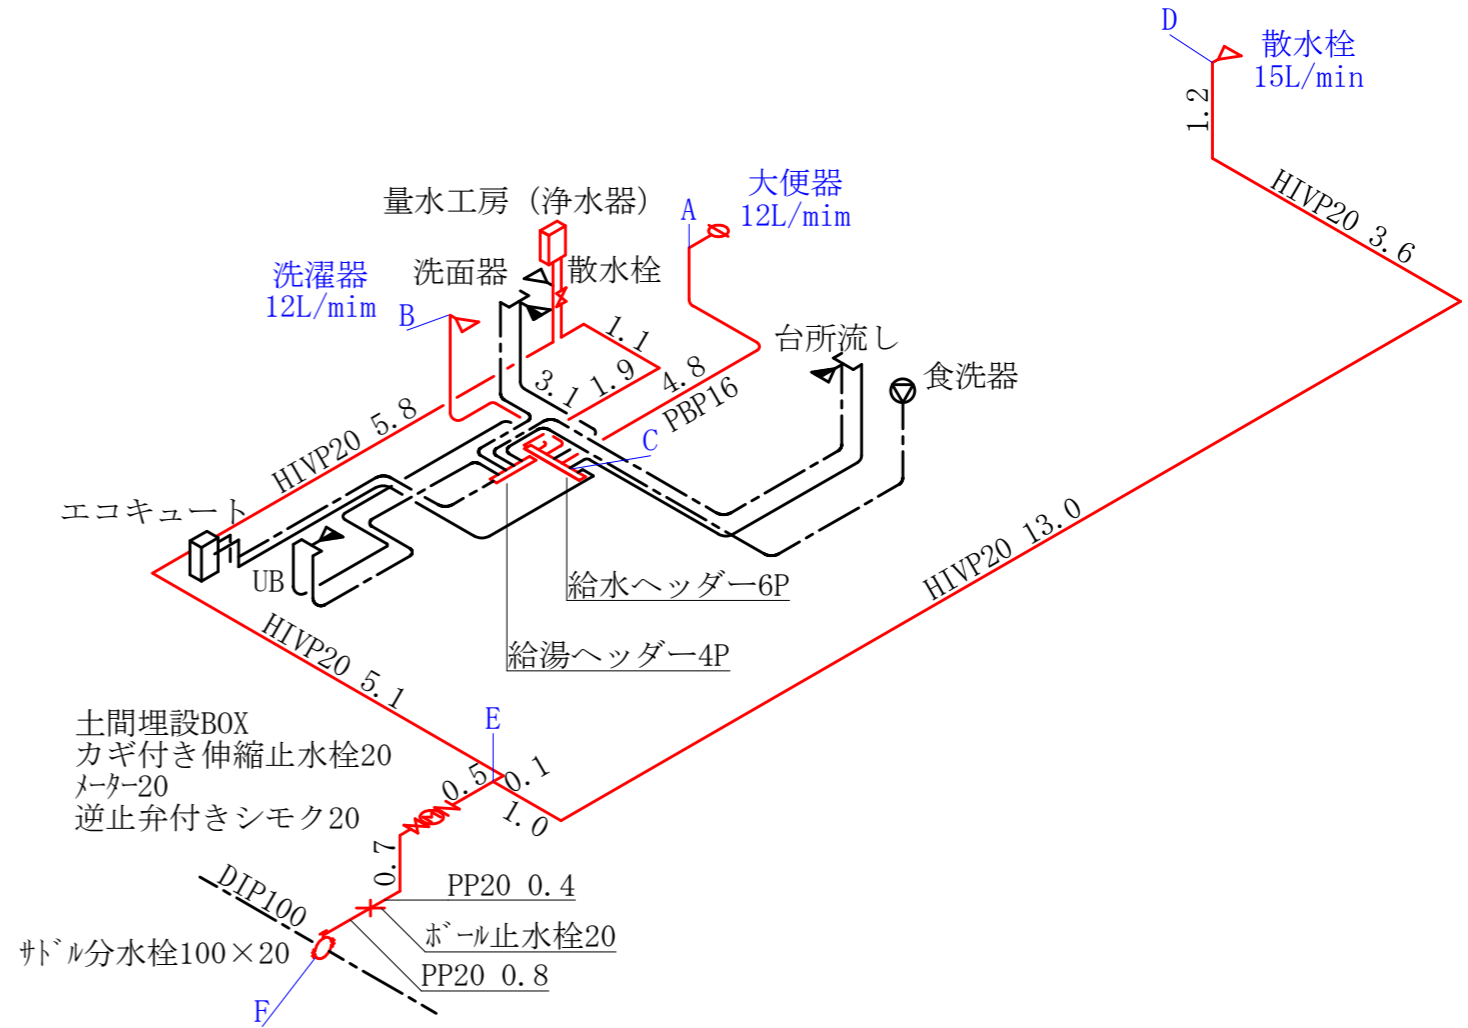 D
散水栓
15L/min
1.2
HIVP20 3.6
大便器
12L/mim
A
量水工房（浄水器）
洗面器
散水栓
洗濯器
12L/mim
B
1.1
1.9
3.1
4.8
PBP16
台所流し
食洗器
C
HIVP20 5.8
エコキュート
UB
給水ヘッダー6P
給湯ヘッダー4P
HIVP20 13.0
HIVP20 5.1
E
土間埋設BOX
カギ付き伸縮止水栓20
ﾒｰﾀｰ20
逆止弁付きシモク20
0.5
0.1
1.0
0.7
DIP100
PP20 0.4
ﾎﾞｰﾙ止水栓20
ｻﾄﾞﾙ分水栓100×20
PP20 0.8
F